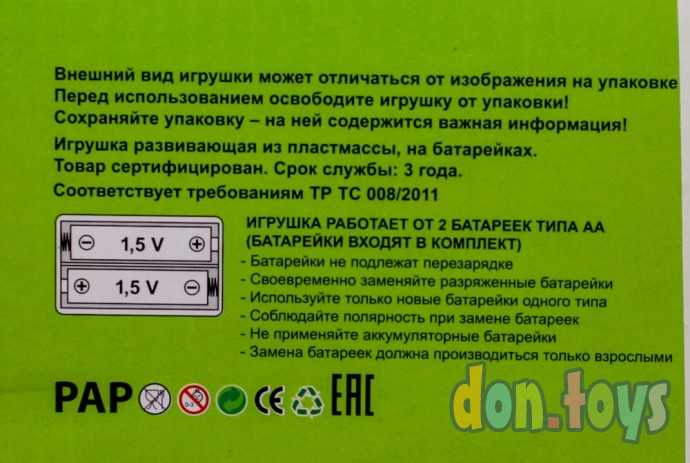 Внешний вид игрушки может отличаться от изображения на упаковке
Перед использованием освободите игрушку от упаковки!
Сохраняйте упаковку – на ней содержится важная информация!
Игрушка развивающая из пластмассы, на батарейках.
Товар сертифицирован. Срок службы: 3 года.
Соответствует требованиям ТР ТС 008/2011
1,5 V
1,5 V
ИГРУШКА РАБОТАЕТ ОТ 2 БАТАРЕЕК ТИПА АА
(БАТАРЕЙКИ ВХОДЯТ В КОМПЛЕКТ)
- Батарейки не подлежат перезарядке
- Своевременно заменяйте разряженные батарейки
- Используйте только новые батарейки одного типа
- Соблюдайте полярность при замене батареек
- Не применяйте аккумуляторные батарейки
- Замена батареек должна производиться только взрослыми
PAP 0-3 CE EAC
don.toys